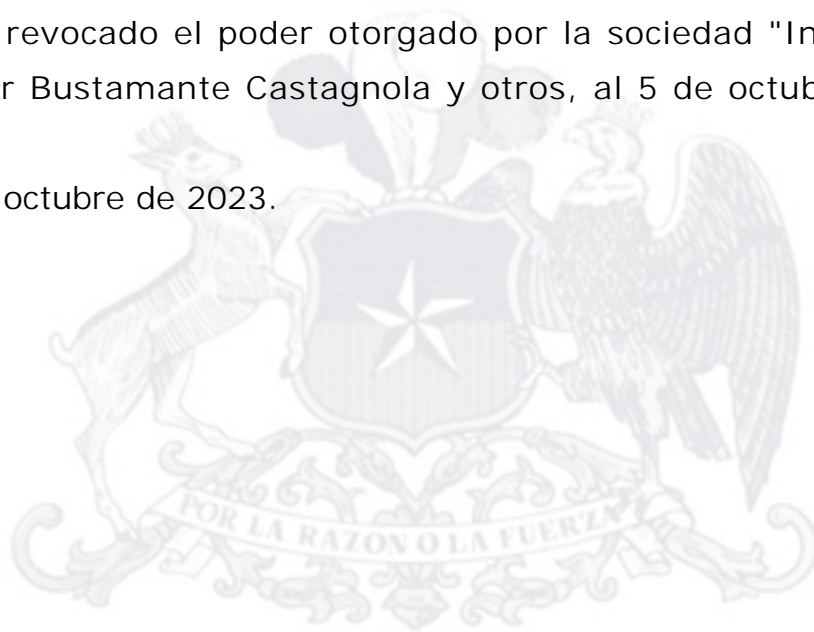 revocado el poder otorgado por la sociedad "In
r Bustamante Castagnola y otros, al 5 de octub
octubre de 2023.
POR LA RAZON O LA FUERZA